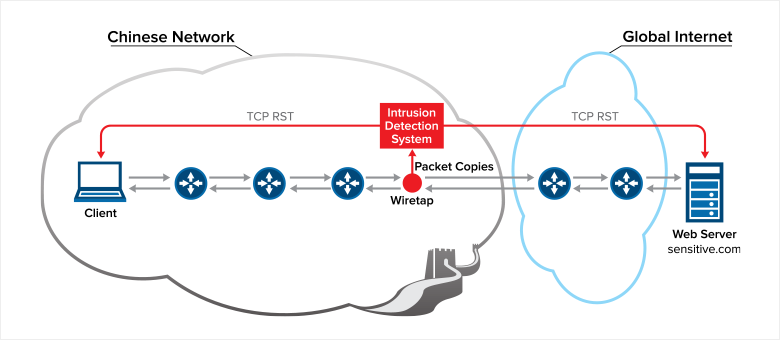 Chinese Network
Global Internet
TCP RST
Intrusion
Detection
System
TCP RST
Packet Copies
Client
Wiretap
Web Server
sensitive.com